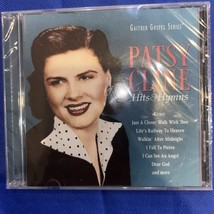 GAITHER GOSPEL SERIES
PATSY
CLINE
Hits & Hymns
Crazy
Just A Closer Walk With Thee
Life's Railway To Heaven
Walkin' After Midnight
I Fall To Pieces
I Can See An Angel
Dear God
and more